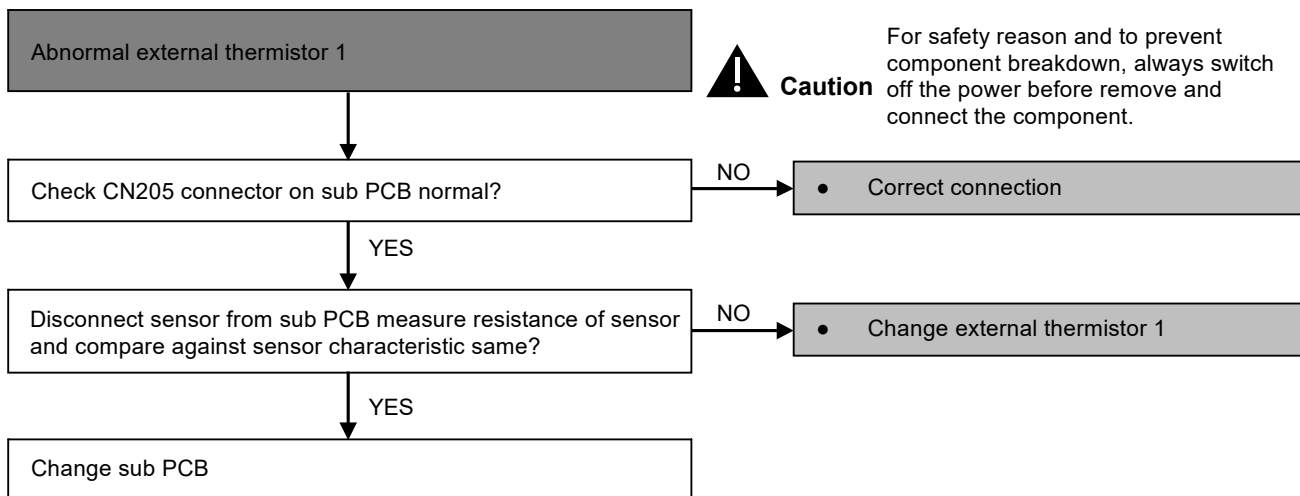 Abnormal external thermistor 1
Caution
For safety reason and to prevent
component breakdown, always switch
off the power before remove and
connect the component.
Check CN205 connector on sub PCB normal?
NO
● Correct connection
YES
Disconnect sensor from sub PCB measure resistance of sensor
and compare against sensor characteristic same?
NO
● Change external thermistor 1
YES
Change sub PCB